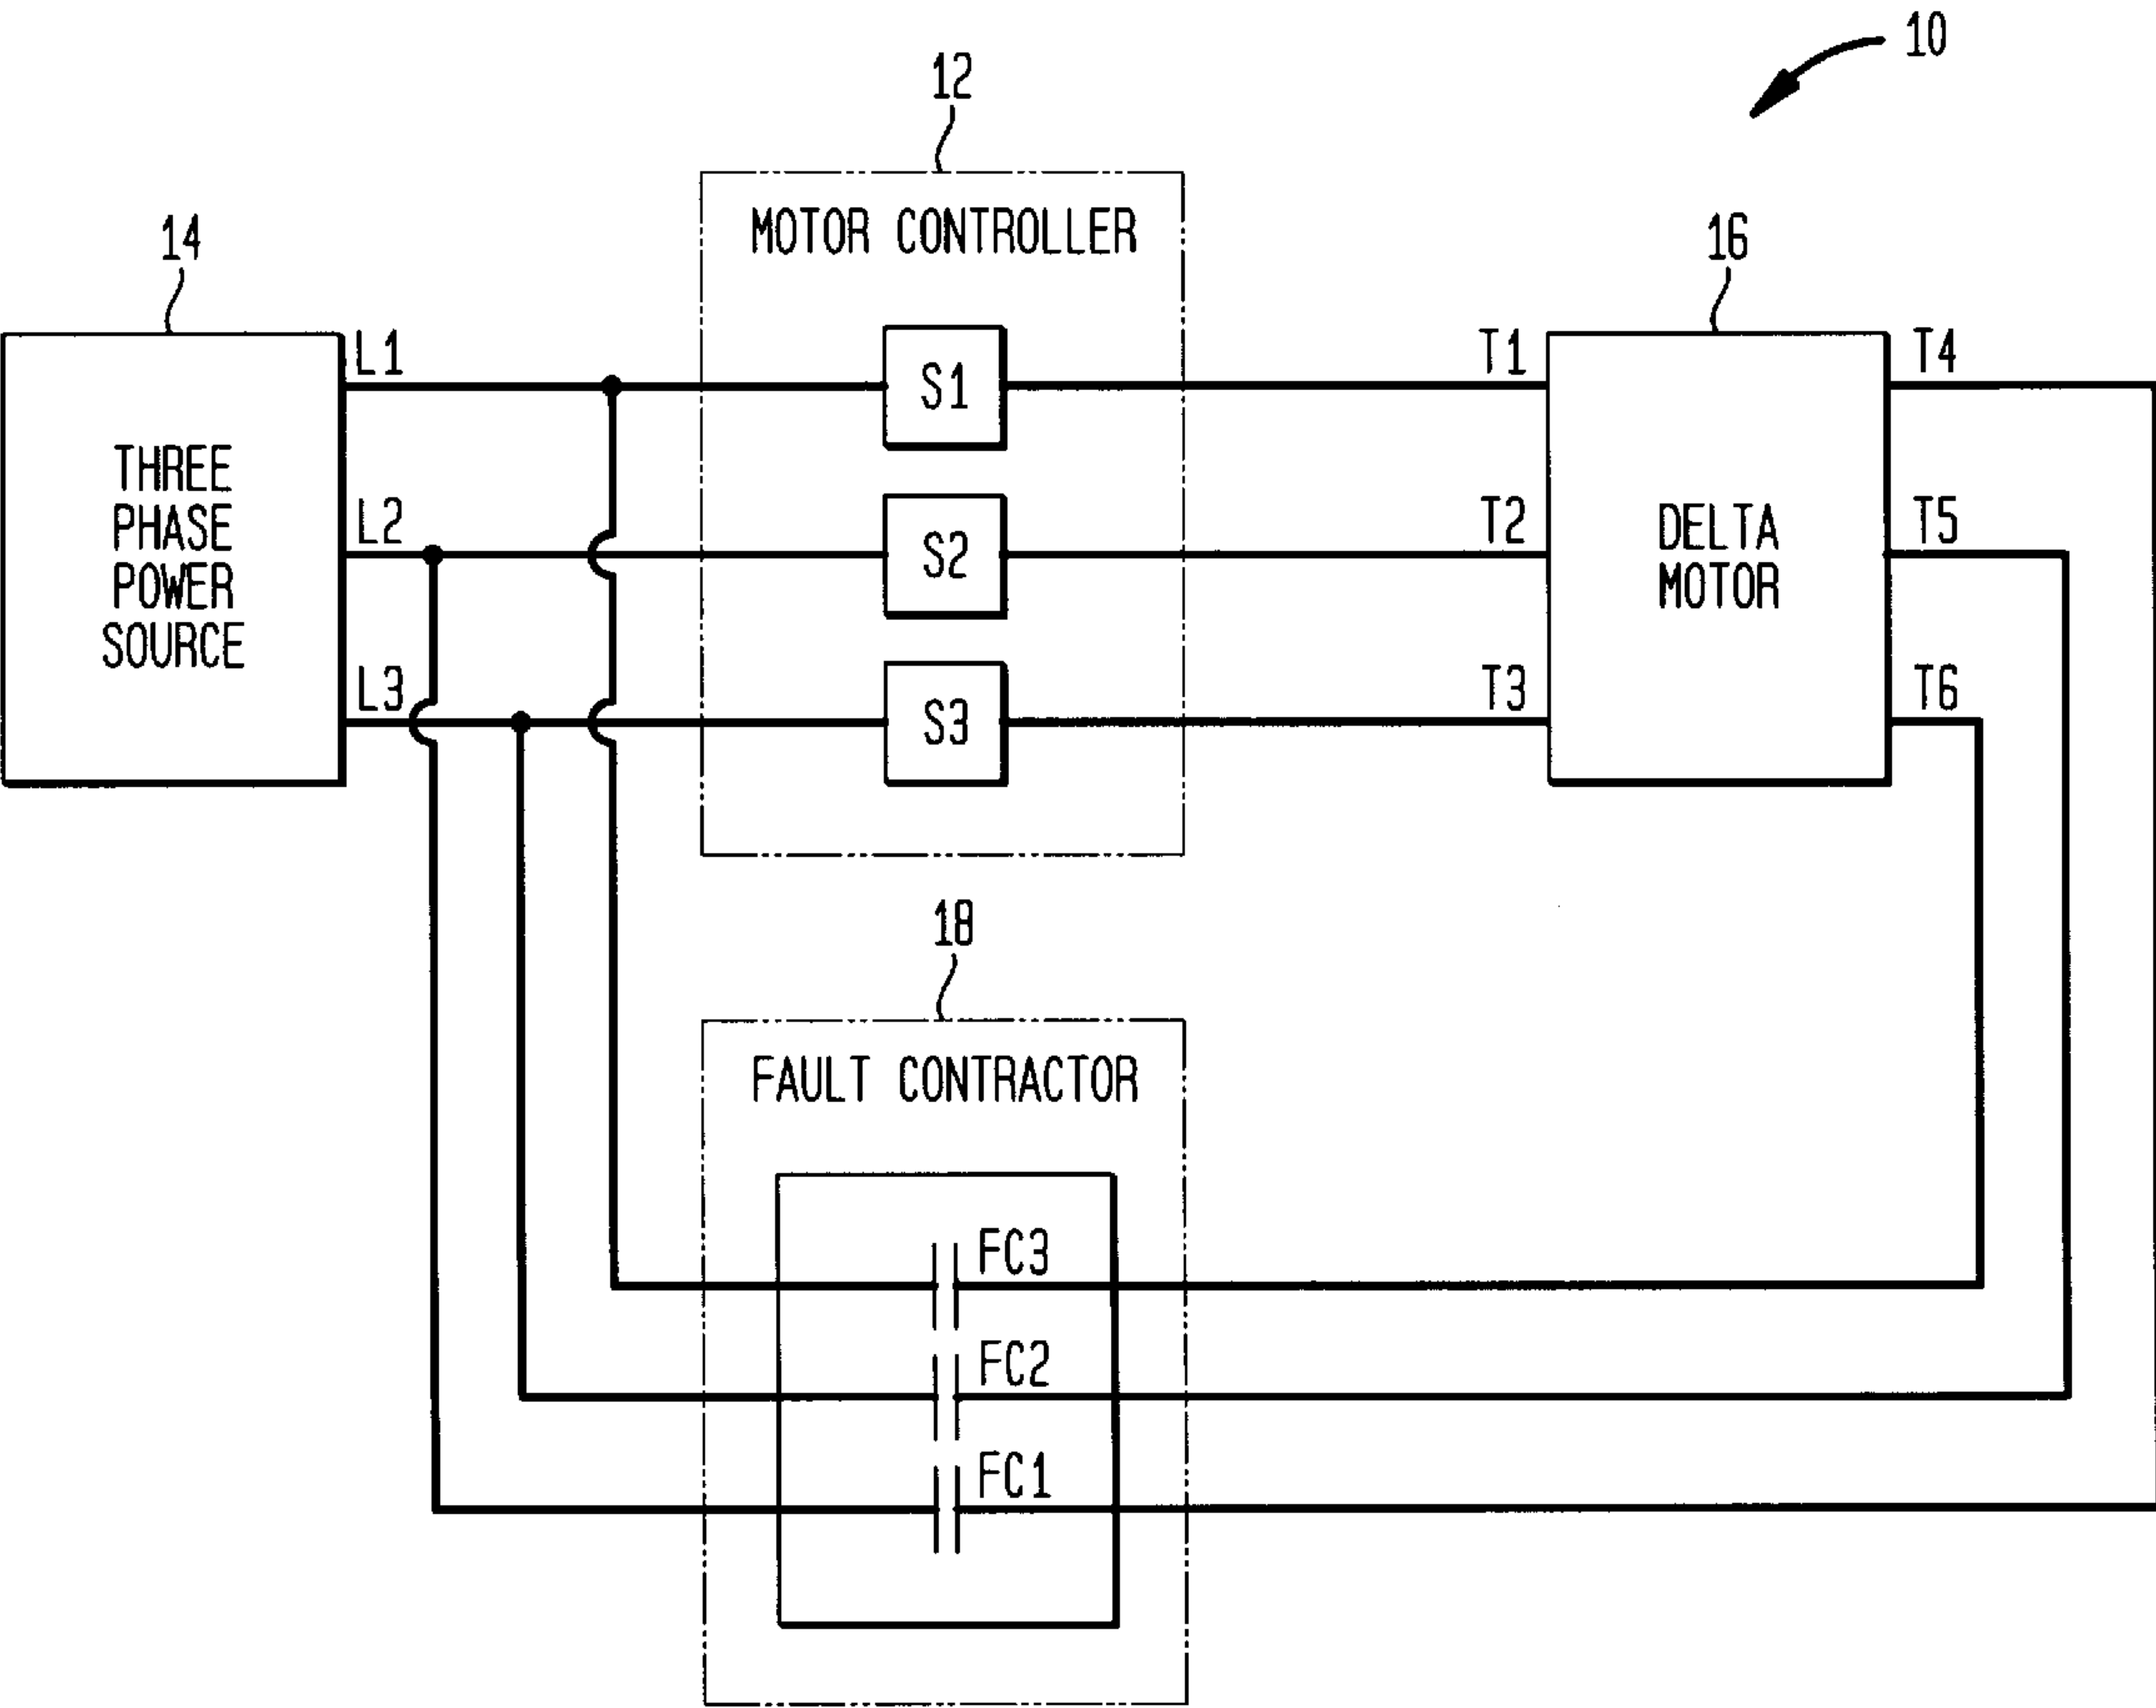 10
12
MOTOR CONTROLLER
14
16
L1
S1
T1
T4
THREE
PHASE
POWER
SOURCE
L2
S2
T2
DELTA
MOTOR
T5
L3
S3
T3
T6
18
FAULT CONTRACTOR
FC3
FC2
FC1